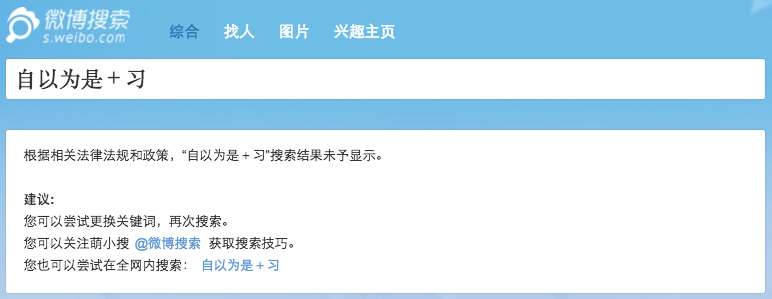 微博搜索
s.weibo.com
综合 找人 图片 兴趣主页
自以为是＋习
根据相关法律法规和政策，“自以为是＋习”搜索结果未予显示。
建议:
您可以尝试更换关键词，再次搜索。
您可以关注萌小搜 @微博搜索 获取搜索技巧。
您也可以尝试在全网内搜索： 自以为是＋习